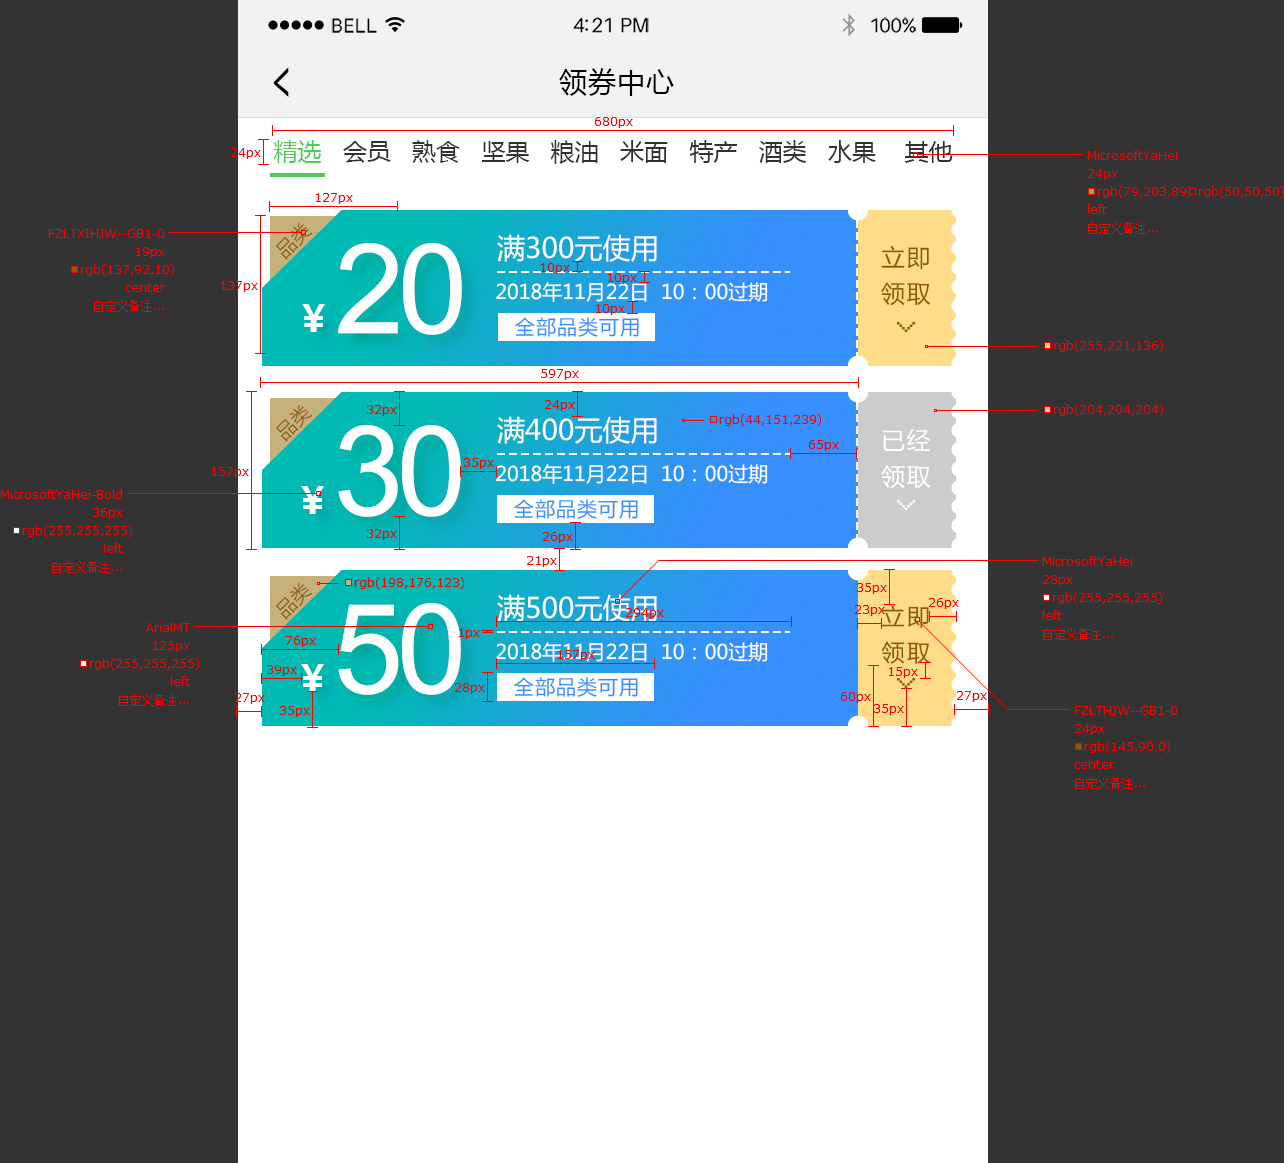 BELL 4:21 PM 100%
领券中心
680px
24px
精选 会员 熟食 坚果 粮油 米面 特产 酒类 水果 其他
MicrosoftYaHei
24px
rgb(79,203,89)
rgb(50,50,50)
left
自定义备注...
127px
FZLTXIHJW--GB1-0
19px
rgb(137,92,10)
center
自定义备注...
137px
品类
¥ 20
满300元使用
10px
10px
2018年11月22日 10：00过期
10px
全部品类可用
立即
领取
rgb(255,221,136)
597px
品类
32px
24px
rgb(44,151,239)
rgb(204,204,204)
157px
¥ 30
满400元使用
65px
35px
2018年11月22日 10：00过期
全部品类可用
已经
领取
32px
26px
21px
MicrosoftYaHei-Bold
36px
rgb(255,255,255)
left
自定义备注...
MicrosoftYaHei
28px
rgb(255,255,255)
left
自定义备注...
品类
rgb(198,176,123)
35px
满500元使用
294px
23px
26px
立即
领取
ArialMT
125px
rgb(255,255,255)
left
自定义备注...
76px
¥ 50
1px
2018年11月22日 10：00过期
157px
39px
28px
全部品类可用
15px
27px
35px
60px
35px
27px
FZLTHJW--GB1-0
24px
rgb(145,90,0)
center
自定义备注...